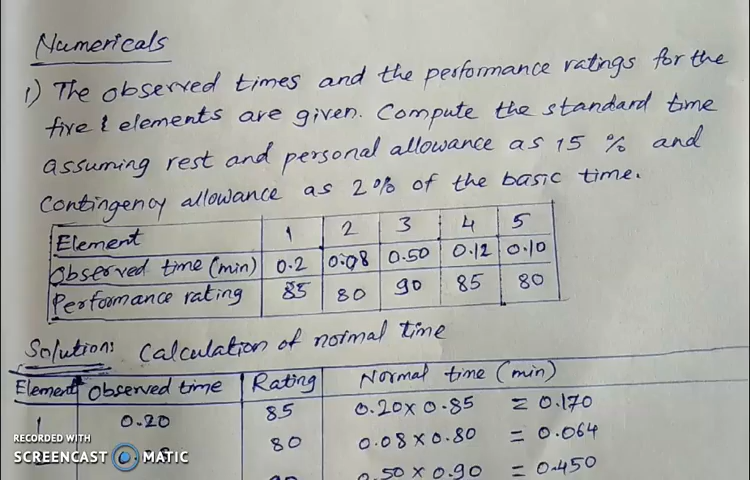 Numericals
1) The observed times and the performance ratings for the
five elements are given. Compute the standard time
assuming rest and personal allowance as 15 % and
Contingency allowance as 2% of the basic time.
Element 1 2 3 4 5
Observed time (min) 0.2 0.08 0.50 0.12 0.10
Performance rating 85 80 90 85 80
Solution: Calculation of normal time
Element Observed time Rating Normal time (min)
1 0.20 85 0.20 x 0.85 = 0.170
80 0.08 x 0.80 = 0.064
0.50 x 0.90 = 0.450
RECORDED WITH
SCREENCAST MATIC